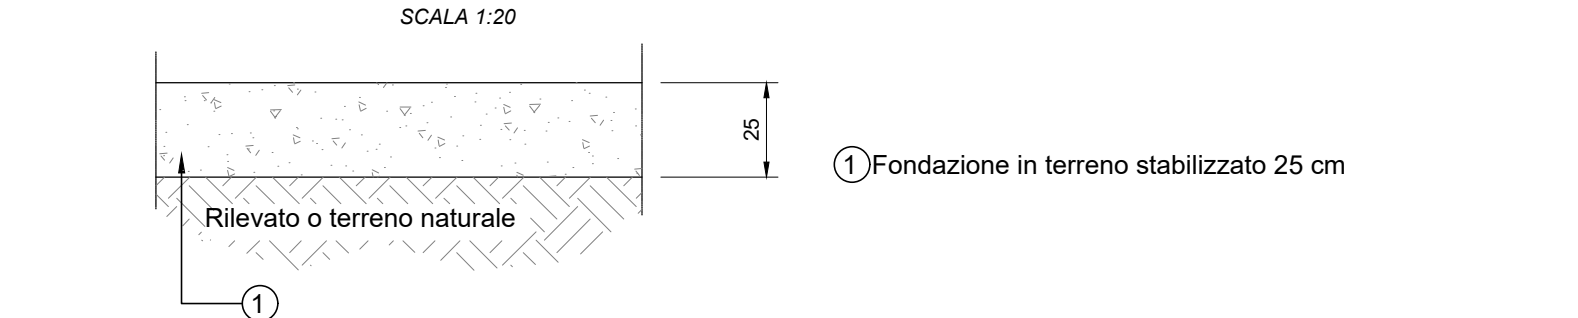 SCALA 1:20
25
1 Fondazione in terreno stabilizzato 25 cm
Rilevato o terreno naturale
1